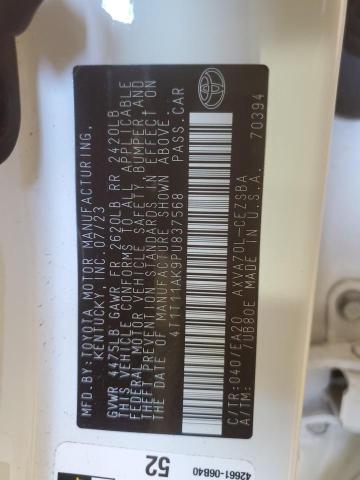 MFD.BY:TOYOTA MOTOR MANUFACTURING,
KENTUCKY, INC. 07/23
GVWR 4475LB GAWR FR 2620LB RR 2420LB
THIS VEHICLE CONFORMS TO ALL APPLICABLE
FEDERAL MOTOR VEHICLE SAFETY, BUMPER, AND
THEFT PREVENTION STANDARDS IN EFFECT ON
THE DATE OF MANUFACTURE SHOWN ABOVE.
4T1T11AK9PU837568 PASS.CAR
C/TR:040/EA20 AXVA70L-CEZSBA
A/TM: -/UB80E MADE IN U.S.A. 70394
42661-06B40
52